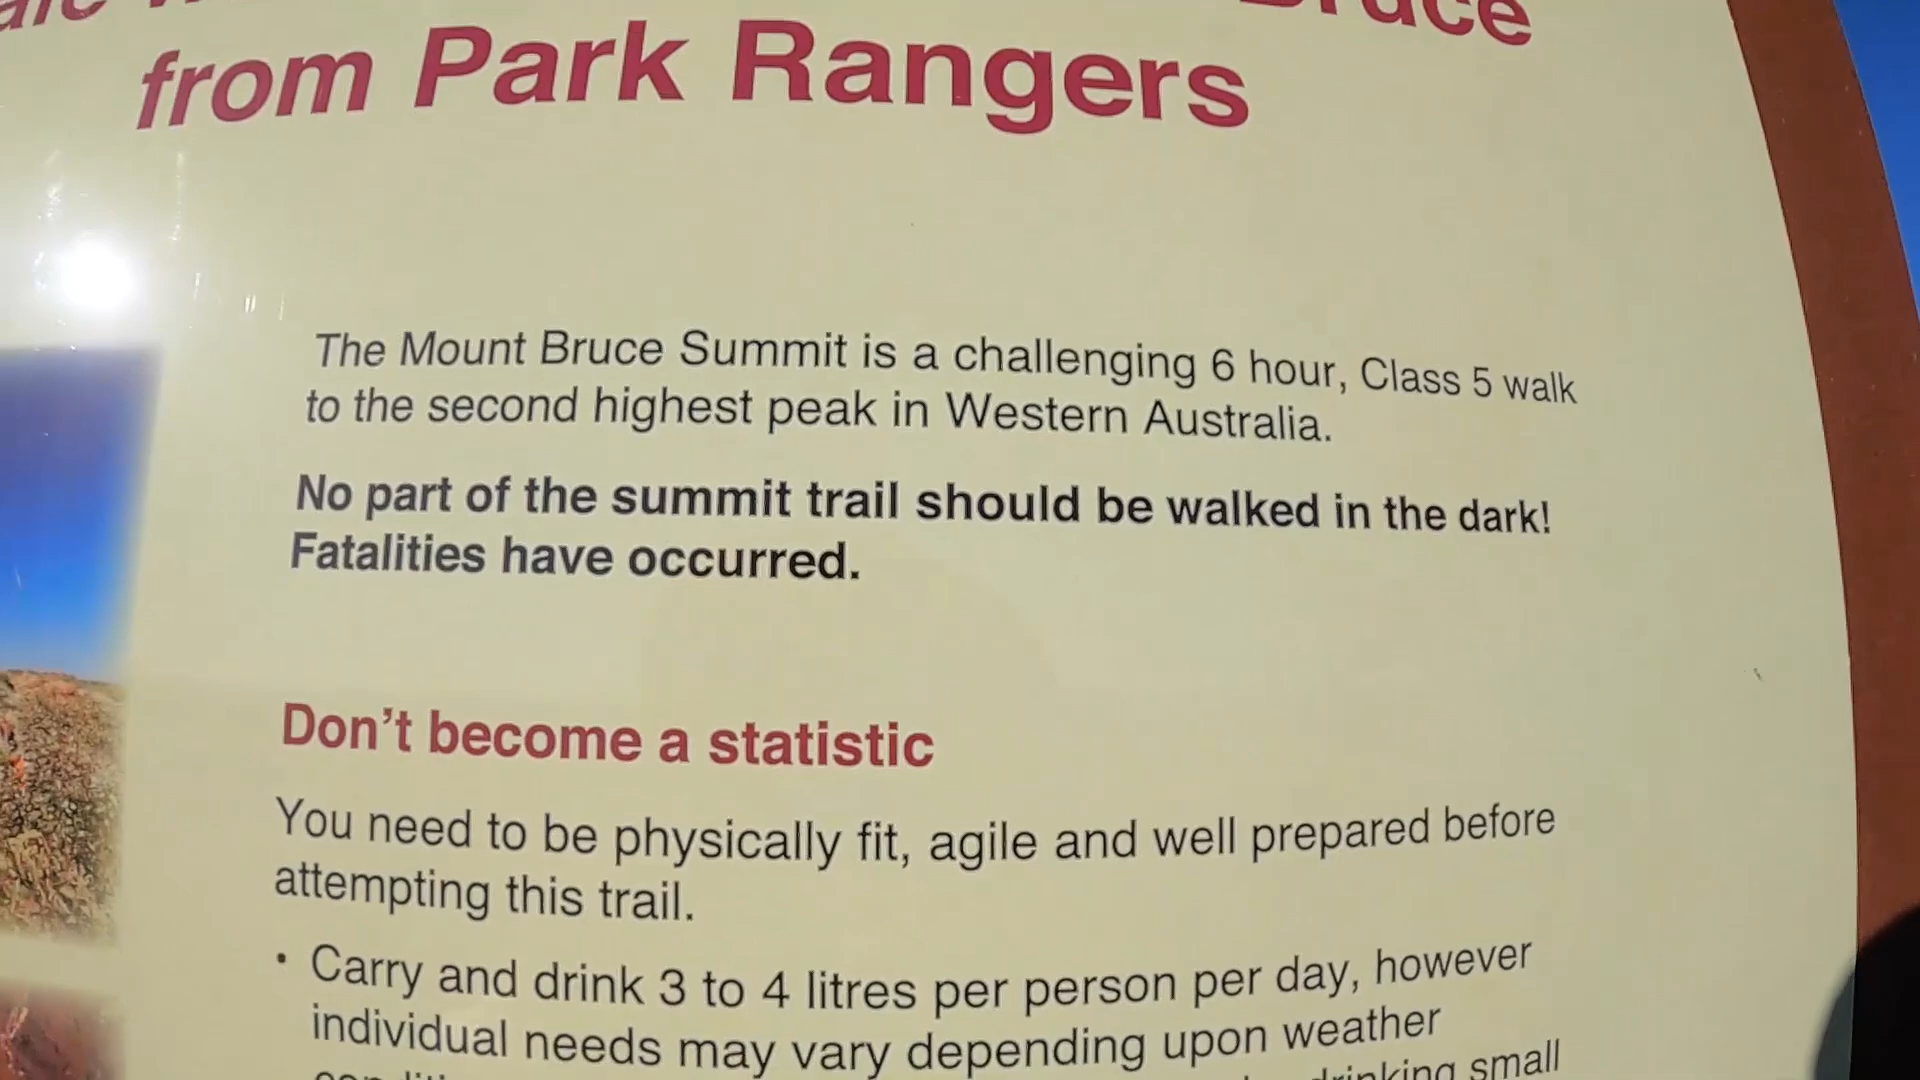 Bruce
from Park Rangers
The Mount Bruce Summit is a challenging 6 hour, Class 5 walk
to the second highest peak in Western Australia.
No part of the summit trail should be walked in the dark!
Fatalities have occurred.
Don't become a statistic
You need to be physically fit, agile and well prepared before
attempting this trail.
• Carry and drink 3 to 4 litres per person per day, however
individual needs may vary depending upon weather
drinking small